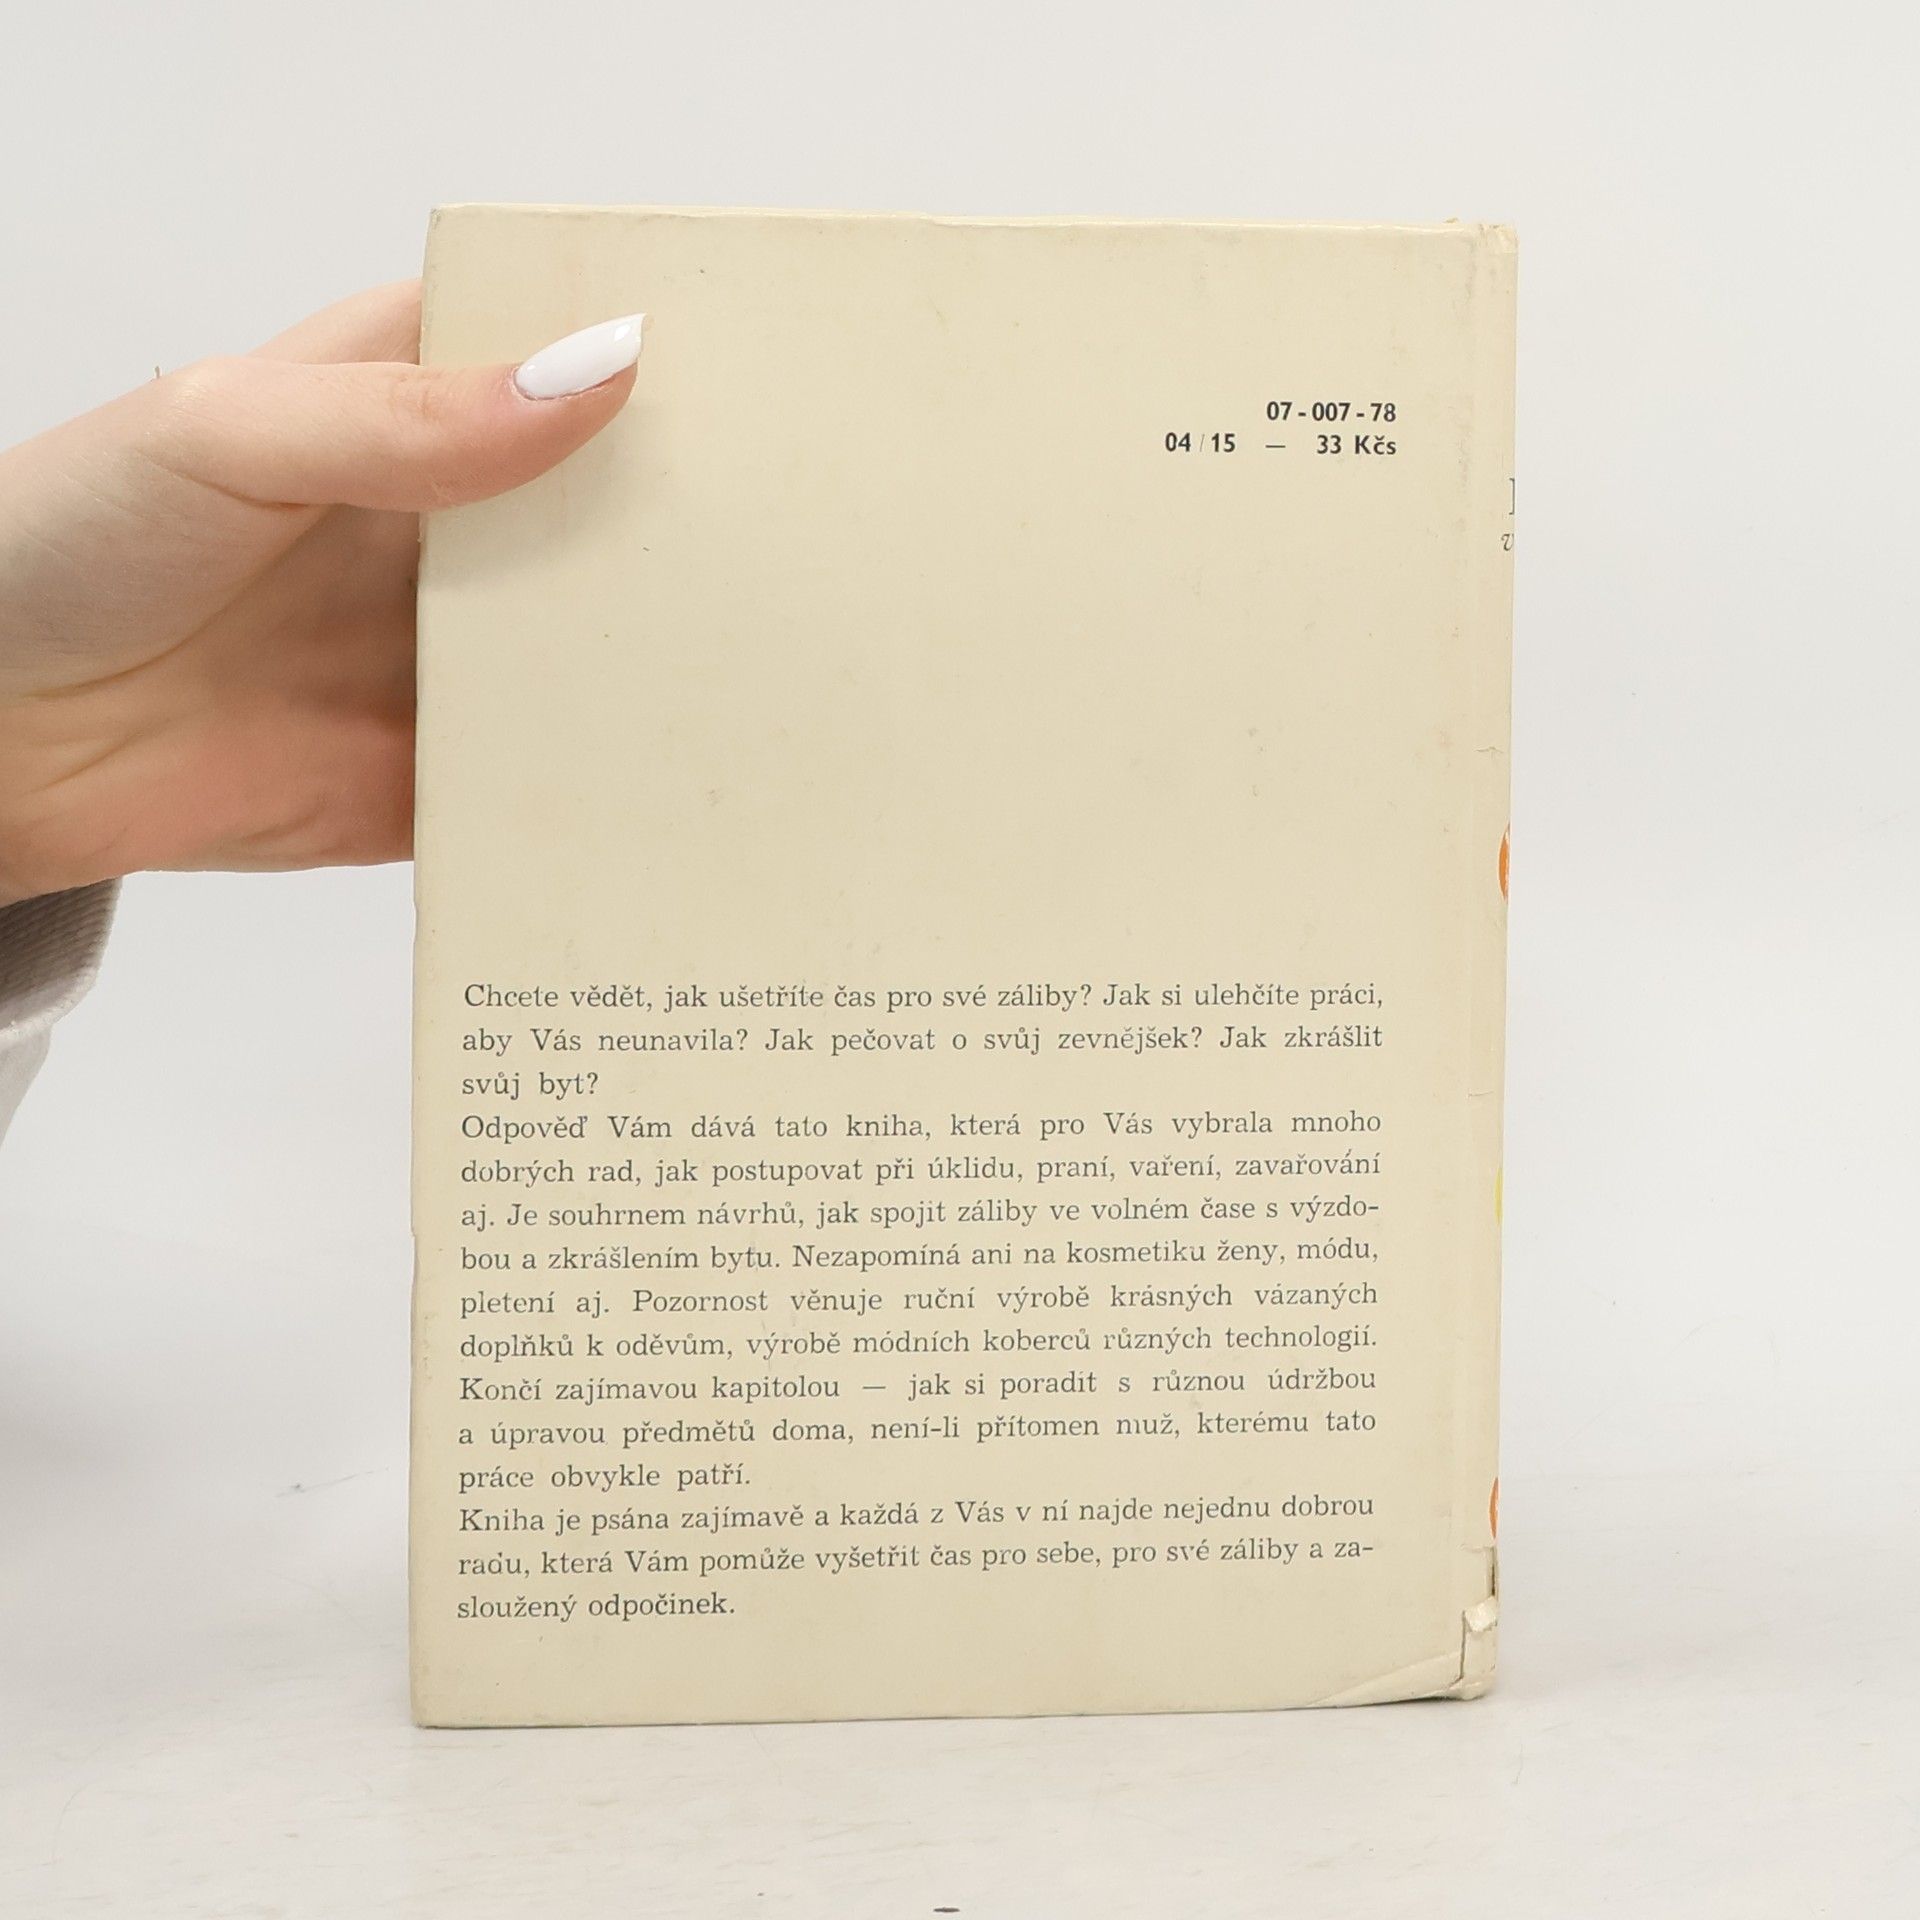 07-007-78
04/15 — 33 Kčs
Chcete vědět, jak ušetříte čas pro své záliby? Jak si ulehčíte práci,
aby Vás neunavila? Jak pečovat o svůj zevnějšek? Jak zkrášlit
svůj byt?
Odpověď Vám dává tato kniha, která pro Vás vybrala mnoho
dobrých rad, jak postupovat při úklidu, praní, vaření, zavařování
aj. Je souhrnem návrhů, jak spojit záliby ve volném čase s výzdo-
bou a zkrášlením bytu. Nezapomíná ani na kosmetiku ženy, módu,
pletení aj. Pozornost věnuje ruční výrobě krásných vázaných
doplňků k oděvům, výrobě módních koberců různých technologií.
Končí zajímavou kapitolou — jak si poradit s různou údržbou
a úpravou předmětů doma, není-li přítomen muž, kterému tato
práce obvykle patří.
Kniha je psána zajímavě a každá z Vás v ní najde nejednu dobrou
radu, která Vám pomůže vyšetřit čas pro sebe, pro své záliby a za-
sloužený odpočinek.